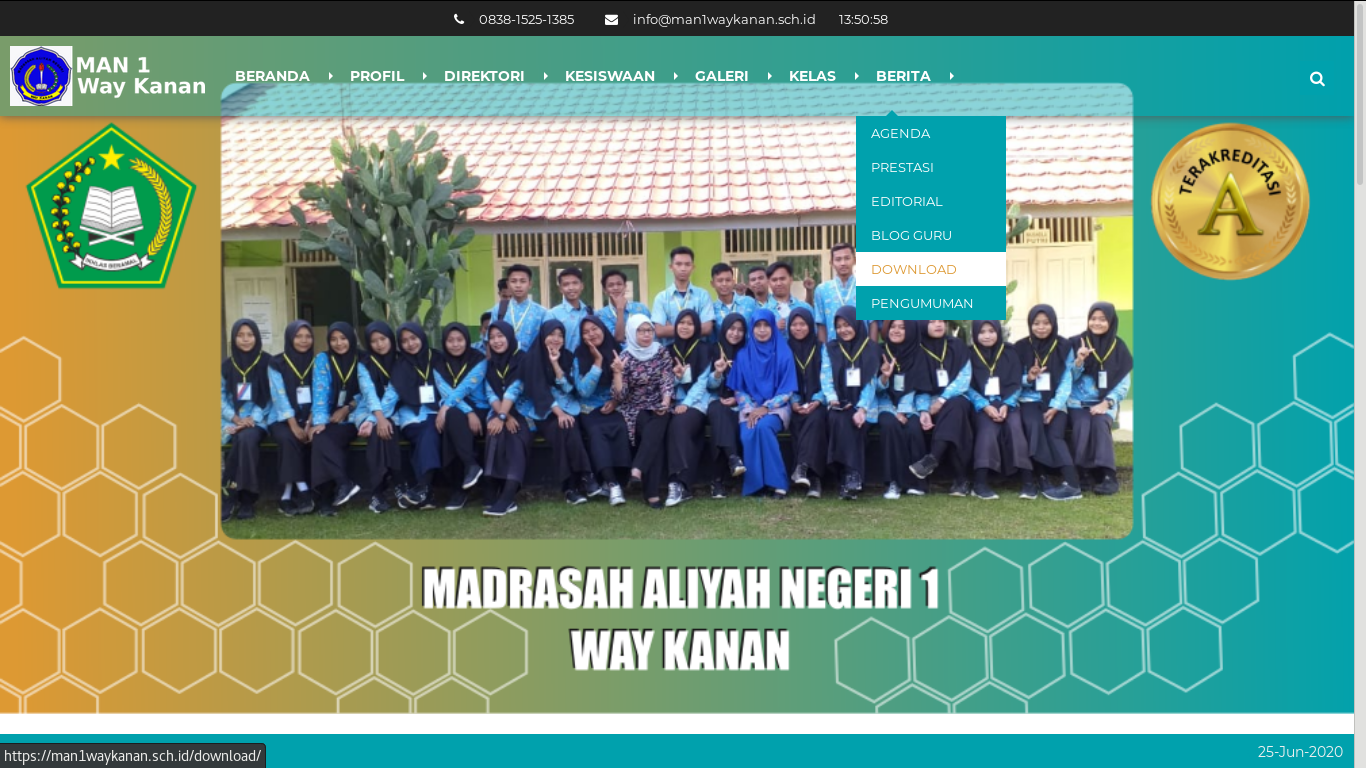 0838-1525-1385 info@man1waykanan.sch.id 13:50:58
MAN 1
Way Kanan
BERANDA PROFIL DIREKTORI KESISWAAN GALERI KELAS BERITA
AGENDA
PRESTASI
EDITORIAL
BLOG GURU
DOWNLOAD
PENGUMUMAN
IKHLAS BERAMAL
TERAKREDITASI
A
MADRASAH ALIYAH NEGERI 1
WAY KANAN
https://man1waykanan.sch.id/download/
25-Jun-2020